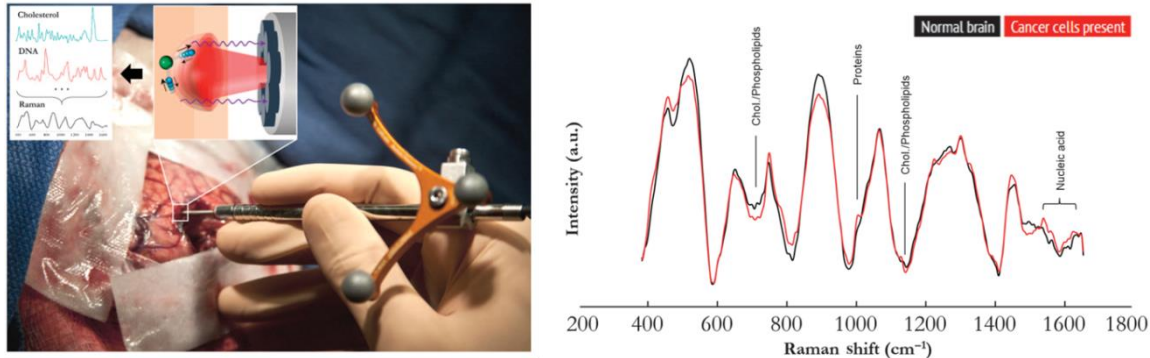 Cholesterol
DNA
Raman
Normal brain
Cancer cells present
Intensity (a.u.)
Chol./Phospholipids
Proteins
Chol./Phospholipids
Nucleic acid
200 400 600 800 1000 1200 1400 1600 1800
Raman shift (cm⁻¹)